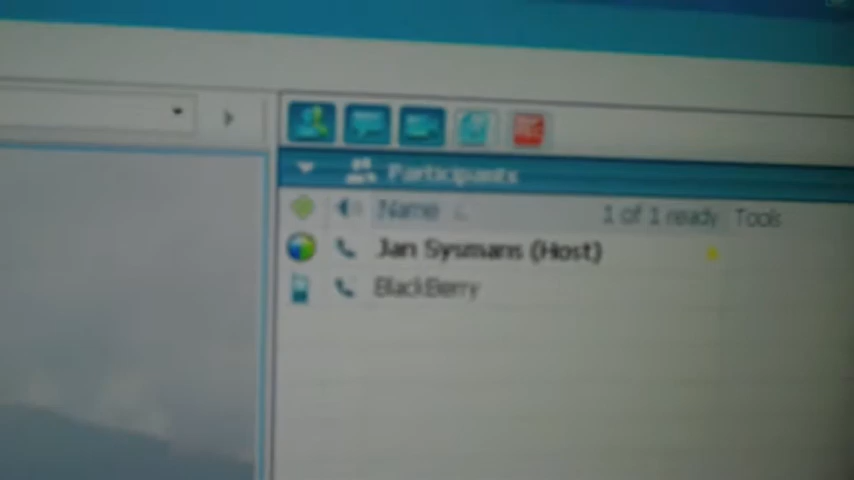 Participants
Name 1 of 1 ready Tools
Jan Sysmans (Host)
BlackBerry